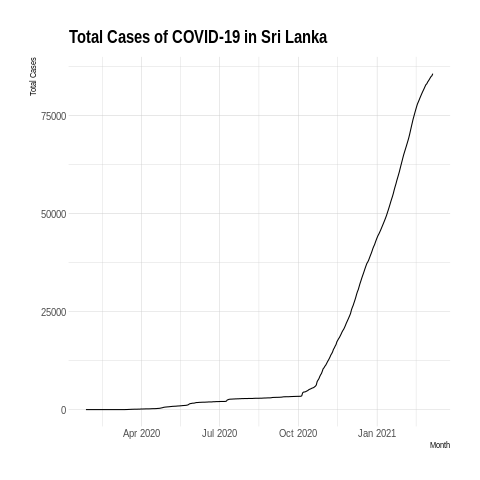 Total Cases of COVID-19 in Sri Lanka
Total Cases
75000
50000
25000
0
Apr 2020 Jul 2020 Oct 2020 Jan 2021
Month